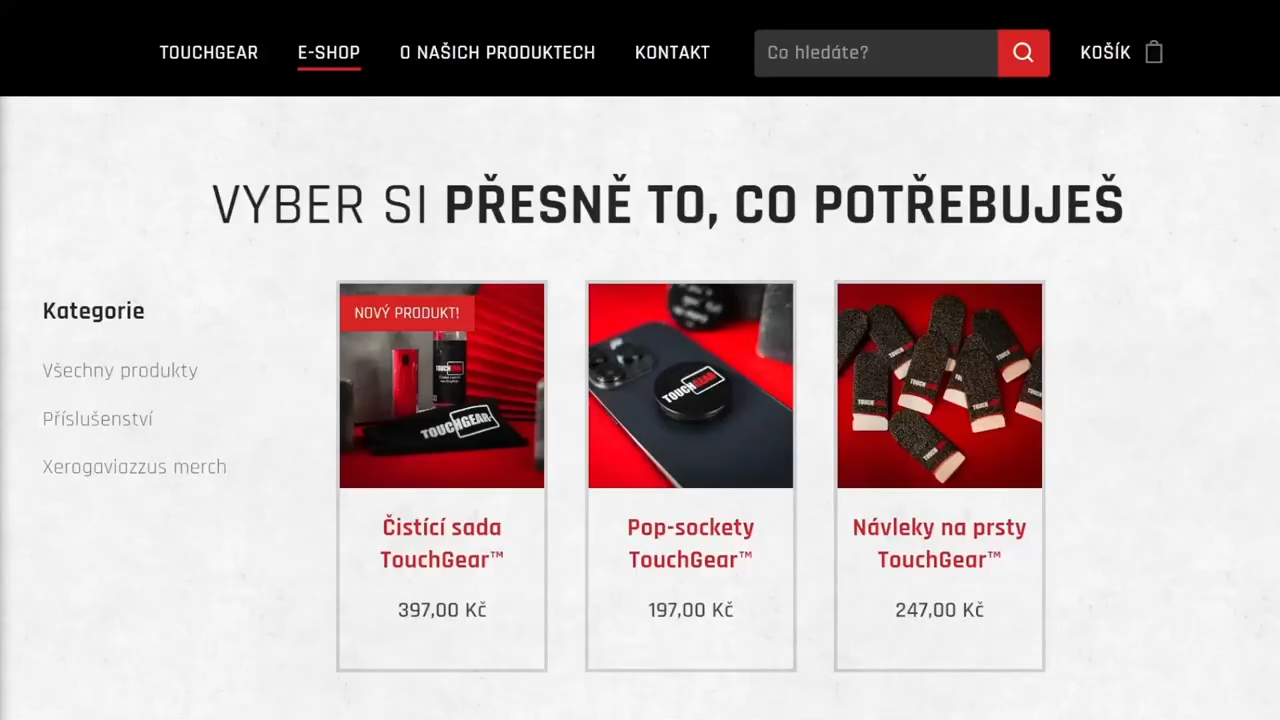 TOUCHGEAR E-SHOP O NAŠICH PRODUKTECH KONTAKT Co hledáte? KOŠÍK
VYBER SI PŘESNĚ TO, CO POTŘEBUJEŠ
Kategorie
Všechny produkty
Příslušenství
Xerogaviazzus merch
NOVÝ PRODUKT!
TOUCHGEAR
TOUCHGEAR
Čistící sada
TouchGear™
397,00 Kč
TOUCHGEAR
Pop-sockety
TouchGear™
197,00 Kč
Návleky na prsty
TouchGear™
247,00 Kč